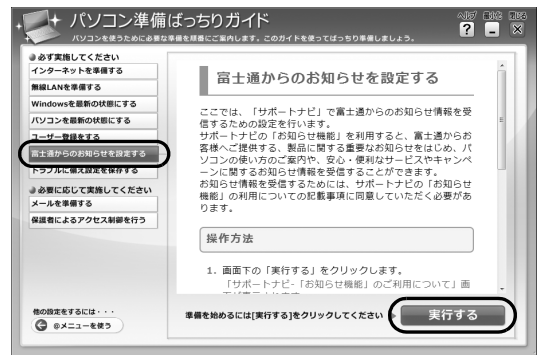 パソコン準備ばっちりガイド
パソコンを使うために必要な準備を順番にご案内します。このガイドを使ってばっちり準備しましょう。
ヘルプ 最小化 閉じる
必ず実施してください
インターネットを準備する
無線LANを準備する
Windowsを最新の状態にする
パソコンを最新の状態にする
ユーザー登録をする
富士通からのお知らせを設定する
トラブルに備え設定を保存する
必要に応じて実施してください
メールを準備する
保護者によるアクセス制御を行う
他の設定をするには・・・
@メニューを使う
富士通からのお知らせを設定する
ここでは、「サポートナビ」で富士通からのお知らせ情報を受
信するための設定を行います。
サポートナビの「お知らせ機能」を利用すると、富士通からお
客様へご提供する、製品に関する重要なお知らせをはじめ、パ
ソコンの使い方のご案内や、安心・便利なサービスやキャンペ
ーンに関するお知らせ情報を受信することができます。
お知らせ情報を受信するためには、サポートナビの「お知らせ
機能」の利用についての記載事項に同意していただく必要があ
ります。
操作方法
1. 画面下の「実行する」をクリックします。
「サポートナビ-「お知らせ機能」のご利用について」画
準備を始めるには[実行する]をクリックしてください
実行する